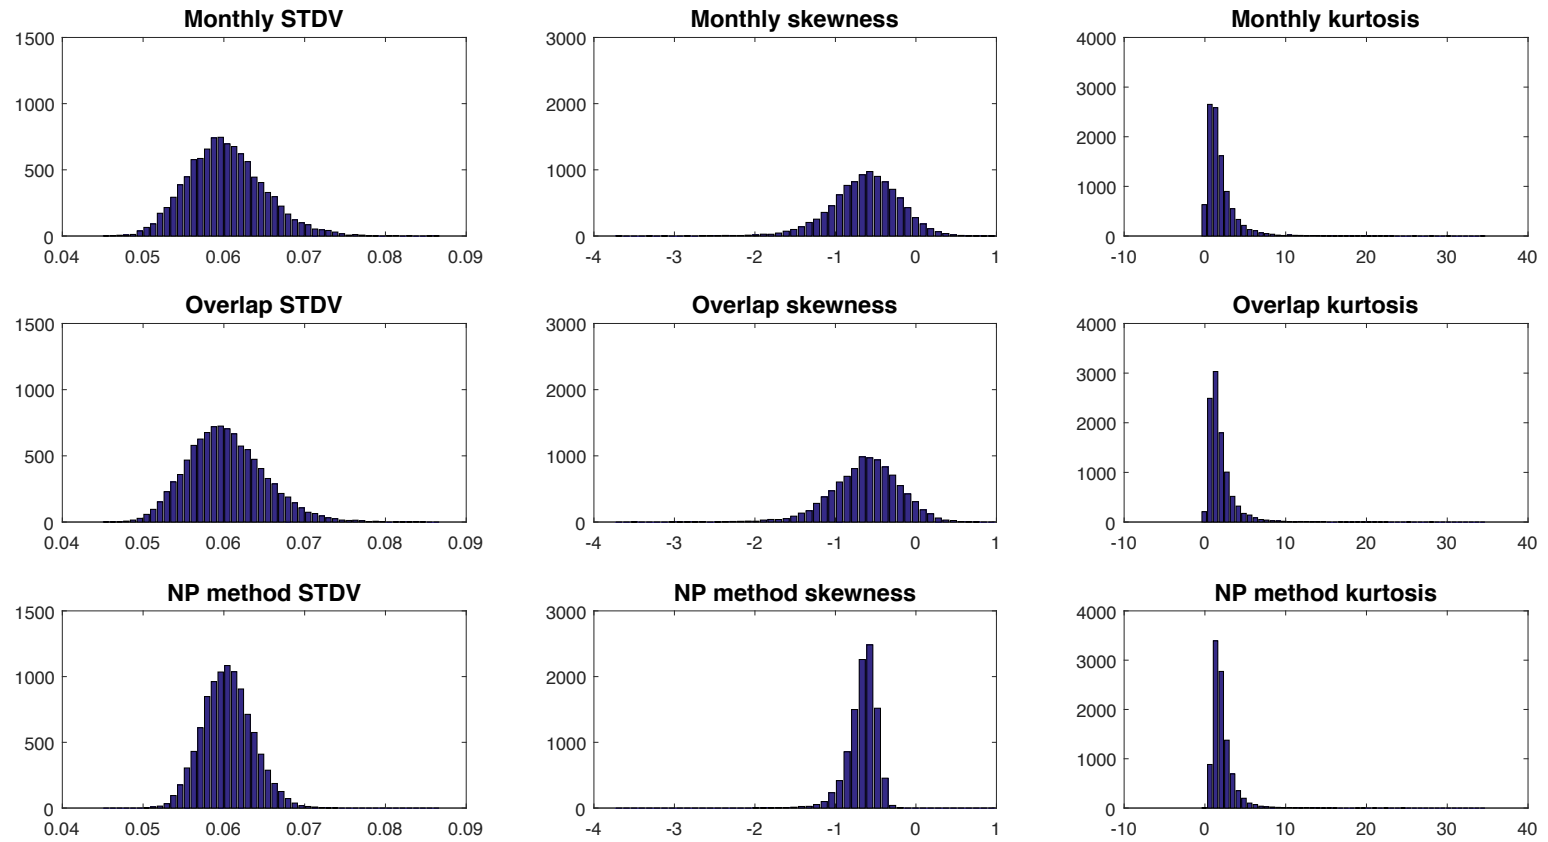 Monthly STDV
Monthly skewness
Monthly kurtosis
1500
1000
500
0
0.04 0.05 0.06 0.07 0.08 0.09
3000
2000
1000
0
-4 -3 -2 -1 0 1
4000
3000
2000
1000
0
-10 0 10 20 30 40
Overlap STDV
Overlap skewness
Overlap kurtosis
1500
1000
500
0
0.04 0.05 0.06 0.07 0.08 0.09
3000
2000
1000
0
-4 -3 -2 -1 0 1
4000
3000
2000
1000
0
-10 0 10 20 30 40
NP method STDV
NP method skewness
NP method kurtosis
1500
1000
500
0
0.04 0.05 0.06 0.07 0.08 0.09
3000
2000
1000
0
-4 -3 -2 -1 0 1
4000
3000
2000
1000
0
-10 0 10 20 30 40